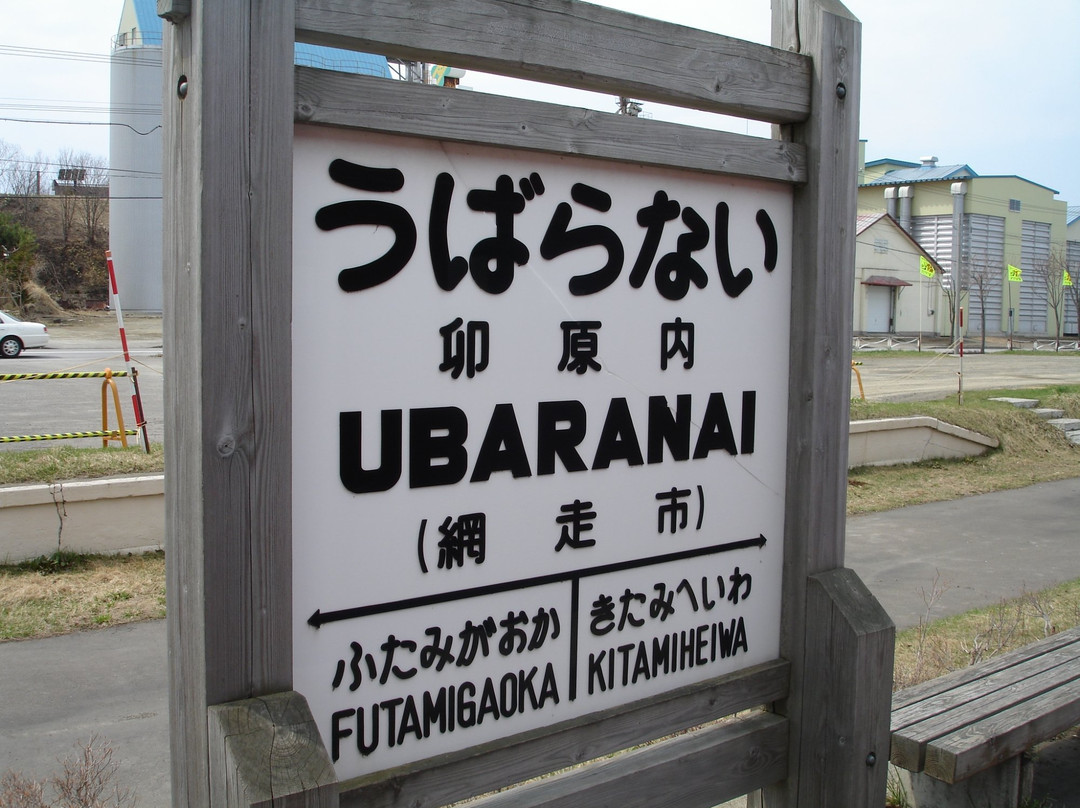 うばらない
卯原内
UBARANAI
(網走市)
ふたみがおか きたみへいわ
FUTAMIGAOKA KITAMIHEIWA